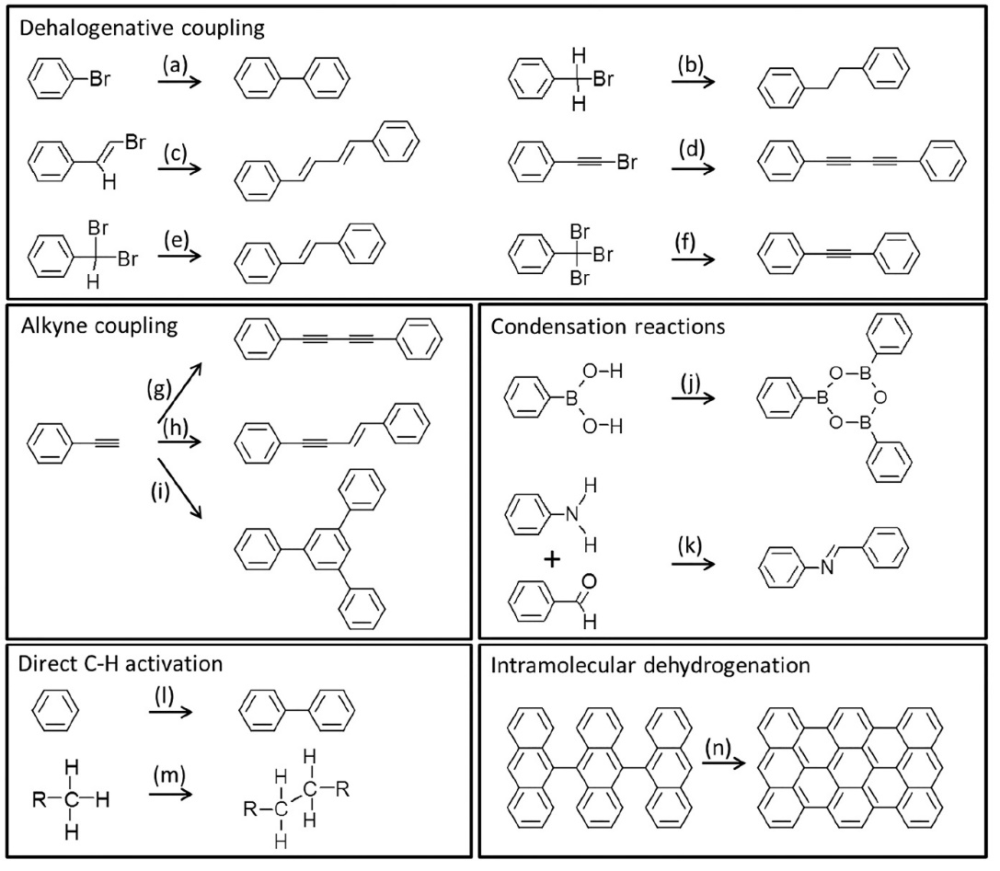 Dehalogenative coupling
Br (a)
H
Br
H
(b)
Br
H
(c)
Br (d)
Br
Br
H
(e)
Br
Br
Br
(f)
Alkyne coupling
(g)
(h)
(i)
Condensation reactions
O-H
B
O-H
(j)
B
O
B
O
B
O
H
N
H
+
O
H
(k)
N
Direct C-H activation
(l)
H
R-C-H
H
(m)
H
H
C-R
R-C
H
H
Intramolecular dehydrogenation
(n)